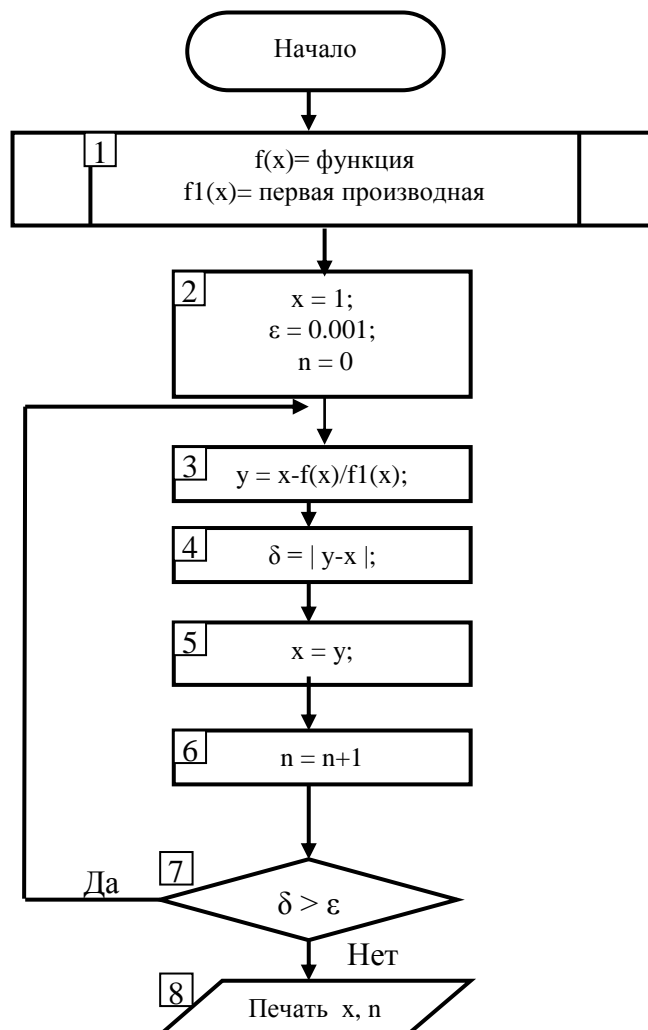 Начало
1
f(x)= функция
f1(x)= первая производная
2
x = 1;
ε = 0.001;
n = 0
3
y = x-f(x)/f1(x);
4
δ = | y-x |;
5
x = y;
6
n = n+1
7
Да
δ > ε
Нет
8
Печать x, n